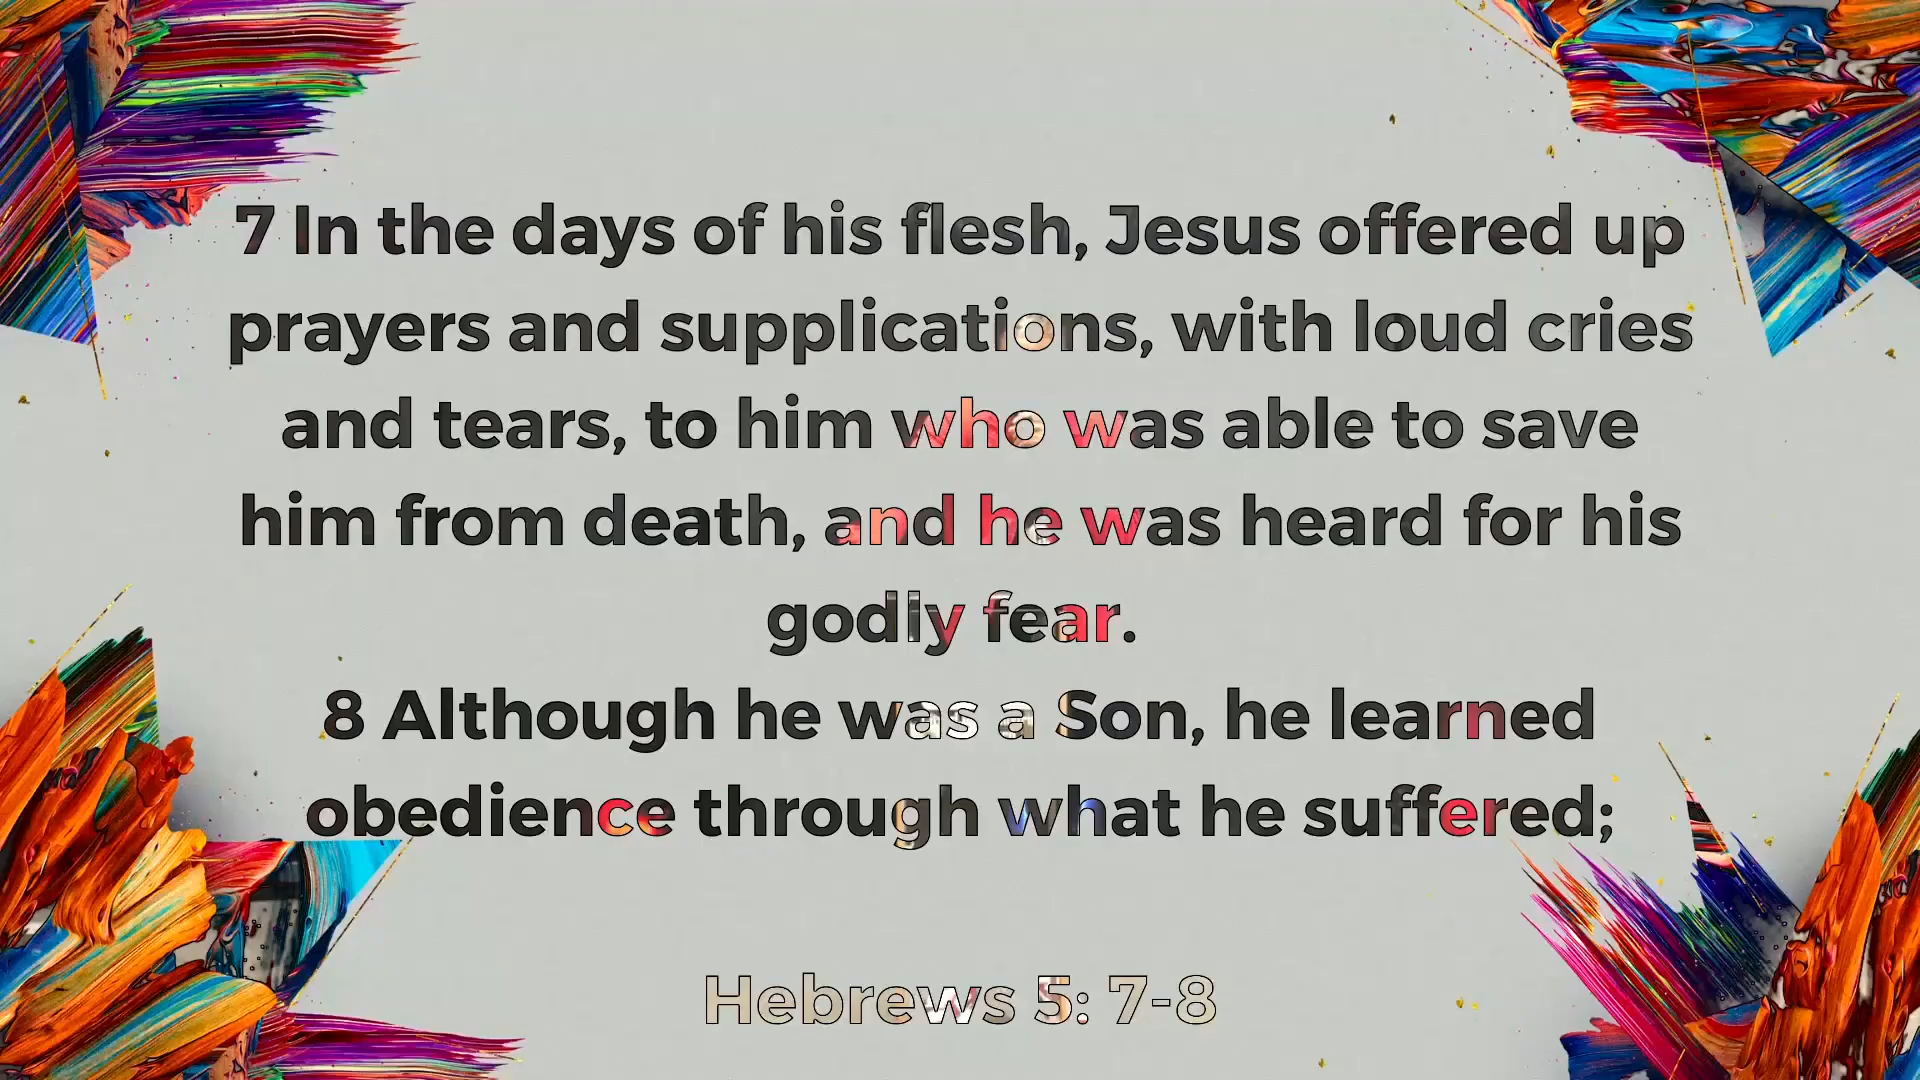 7 In the days of his flesh, Jesus offered up
prayers and supplications, with loud cries
and tears, to him who was able to save
him from death, and he was heard for his
godly fear.
8 Although he was a Son, he learned
obedience through what he suffered;
Hebrews 5: 7-8